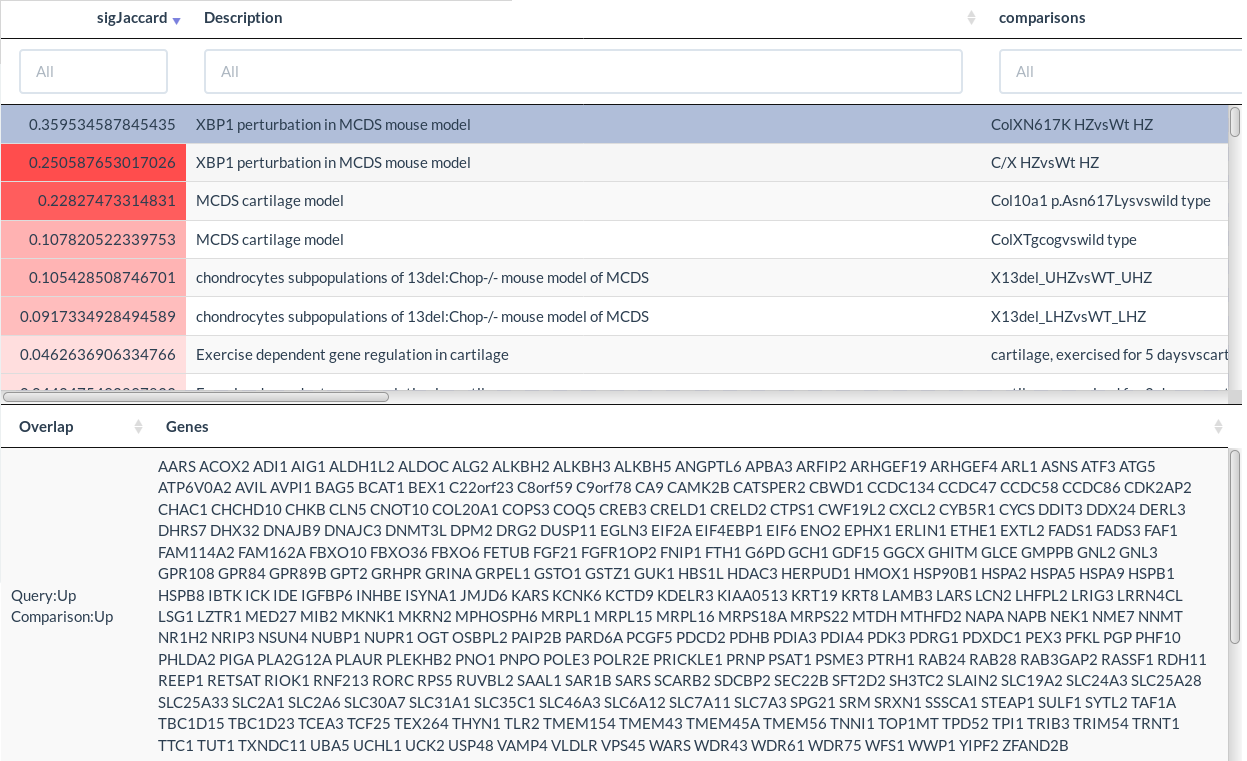 sigJaccard Description comparisons
All All All
0.359534587845435 XBP1 perturbation in MCDS mouse model ColXN617K HZvsWt HZ
0.250587653017026 XBP1 perturbation in MCDS mouse model C/X HZvsWt HZ
0.22827473314831 MCDS cartilage model Col10a1 p.Asn617Lysvswild type
0.107820522339753 MCDS cartilage model ColXTgcogvswild type
0.105428508746701 chondrocytes subpopulations of 13del:Chop-/- mouse model of MCDS X13del_UHZvsWT_UHZ
0.0917334928494589 chondrocytes subpopulations of 13del:Chop-/- mouse model of MCDS X13del_LHZvsWT_LHZ
0.0462636906334766 Exercise dependent gene regulation in cartilage cartilage, exercised for 5 daysvscart
Overlap Genes
AARS ACOX2 ADI1 AIG1 ALDH1L2 ALDOC ALG2 ALKBH2 ALKBH3 ALKBH5 ANGPTL6 APBA3 ARFIP2 ARHGEF19 ARHGEF4 ARL1 ASNS ATF3 ATG5
ATP6V0A2 AVIL AVPI1 BAG5 BCAT1 BEX1 C22orf23 C8orf59 C9orf78 CA9 CAMK2B CATSPER2 CBWD1 CCDC134 CCDC47 CCDC58 CCDC86 CDK2AP2
CHAC1 CHCHD10 CHKB CLN5 CNOT10 COL20A1 COPS3 COQ5 CREB3 CRELD1 CRELD2 CTPS1 CWF19L2 CXCL2 CYB5R1 CYCS DDIT3 DDX24 DERL3
DHRS7 DHX32 DNAJB9 DNAJC3 DNMT3L DPM2 DRG2 DUSP11 EGLN3 EIF2A EIF4EBP1 EIF6 ENO2 EPHX1 ERLIN1 ETHE1 EXTL2 FADS1 FADS3 FAF1
FAM114A2 FAM162A FBXO10 FBXO36 FBXO6 FETUB FGF21 FGFR1OP2 FNIP1 FTH1 G6PD GCH1 GDF15 GGCX GHITM GLCE GMPPB GNL2 GNL3
GPR108 GPR84 GPR89B GPT2 GRHPR GRINA GRPEL1 GSTO1 GSTZ1 GUK1 HBS1L HDAC3 HERPUD1 HMOX1 HSP90B1 HSPA2 HSPA5 HSPA9 HSPB1
Query:Up HSPB8 IBTK ICK IDE IGFBP6 INHBE ISYNA1 JMJD6 KARS KCNK6 KCTD9 KDELR3 KIAA0513 KRT19 KRT8 LAMB3 LARS LCN2 LHFPL2 LRIG3 LRRN4CL
Comparison:Up LSG1 LZTR1 MED27 MIB2 MKNK1 MKRN2 MPHOSPH6 MRPL1 MRPL15 MRPL16 MRPS18A MRPS22 MTDH MTHFD2 NAPA NAPB NEK1 NME7 NNMT
NR1H2 NRIP3 NSUN4 NUBP1 NUPR1 OGT OSBPL2 PAIP2B PARD6A PCGF5 PDCD2 PDHB PDIA3 PDIA4 PDK3 PDRG1 PDXDC1 PEX3 PFKL PGP PHF10
PHLDA2 PIGA PLA2G12A PLAUR PLEKHB2 PNO1 PNPO POLE3 POLR2E PRICKLE1 PRNP PSAT1 PSME3 PTRH1 RAB24 RAB28 RAB3GAP2 RASSF1 RDH11
REEP1 RETSAT RIOK1 RNF213 RORC RPS5 RUVBL2 SAAL1 SAR1B SARS SCARB2 SDCBP2 SEC22B SFT2D2 SH3TC2 SLAIN2 SLC19A2 SLC24A3 SLC25A28
SLC25A33 SLC2A1 SLC2A6 SLC30A7 SLC31A1 SLC35C1 SLC46A3 SLC6A12 SLC7A11 SLC7A3 SPG21 SRM SRXN1 SSSCA1 STEAP1 SULF1 SYTL2 TAF1A
TBC1D15 TBC1D23 TCEA3 TCF25 TEX264 THYN1 TLR2 TMEM154 TMEM43 TMEM45A TMEM56 TNNI1 TOP1MT TPD52 TPI1 TRIB3 TRIM54 TRNT1
TTC1 TUT1 TXNDC11 UBA5 UCHL1 UCK2 USP48 VAMP4 VLDLR VPS45 WARS WDR43 WDR61 WDR75 WFS1 WWP1 YIPF2 ZFAND2B